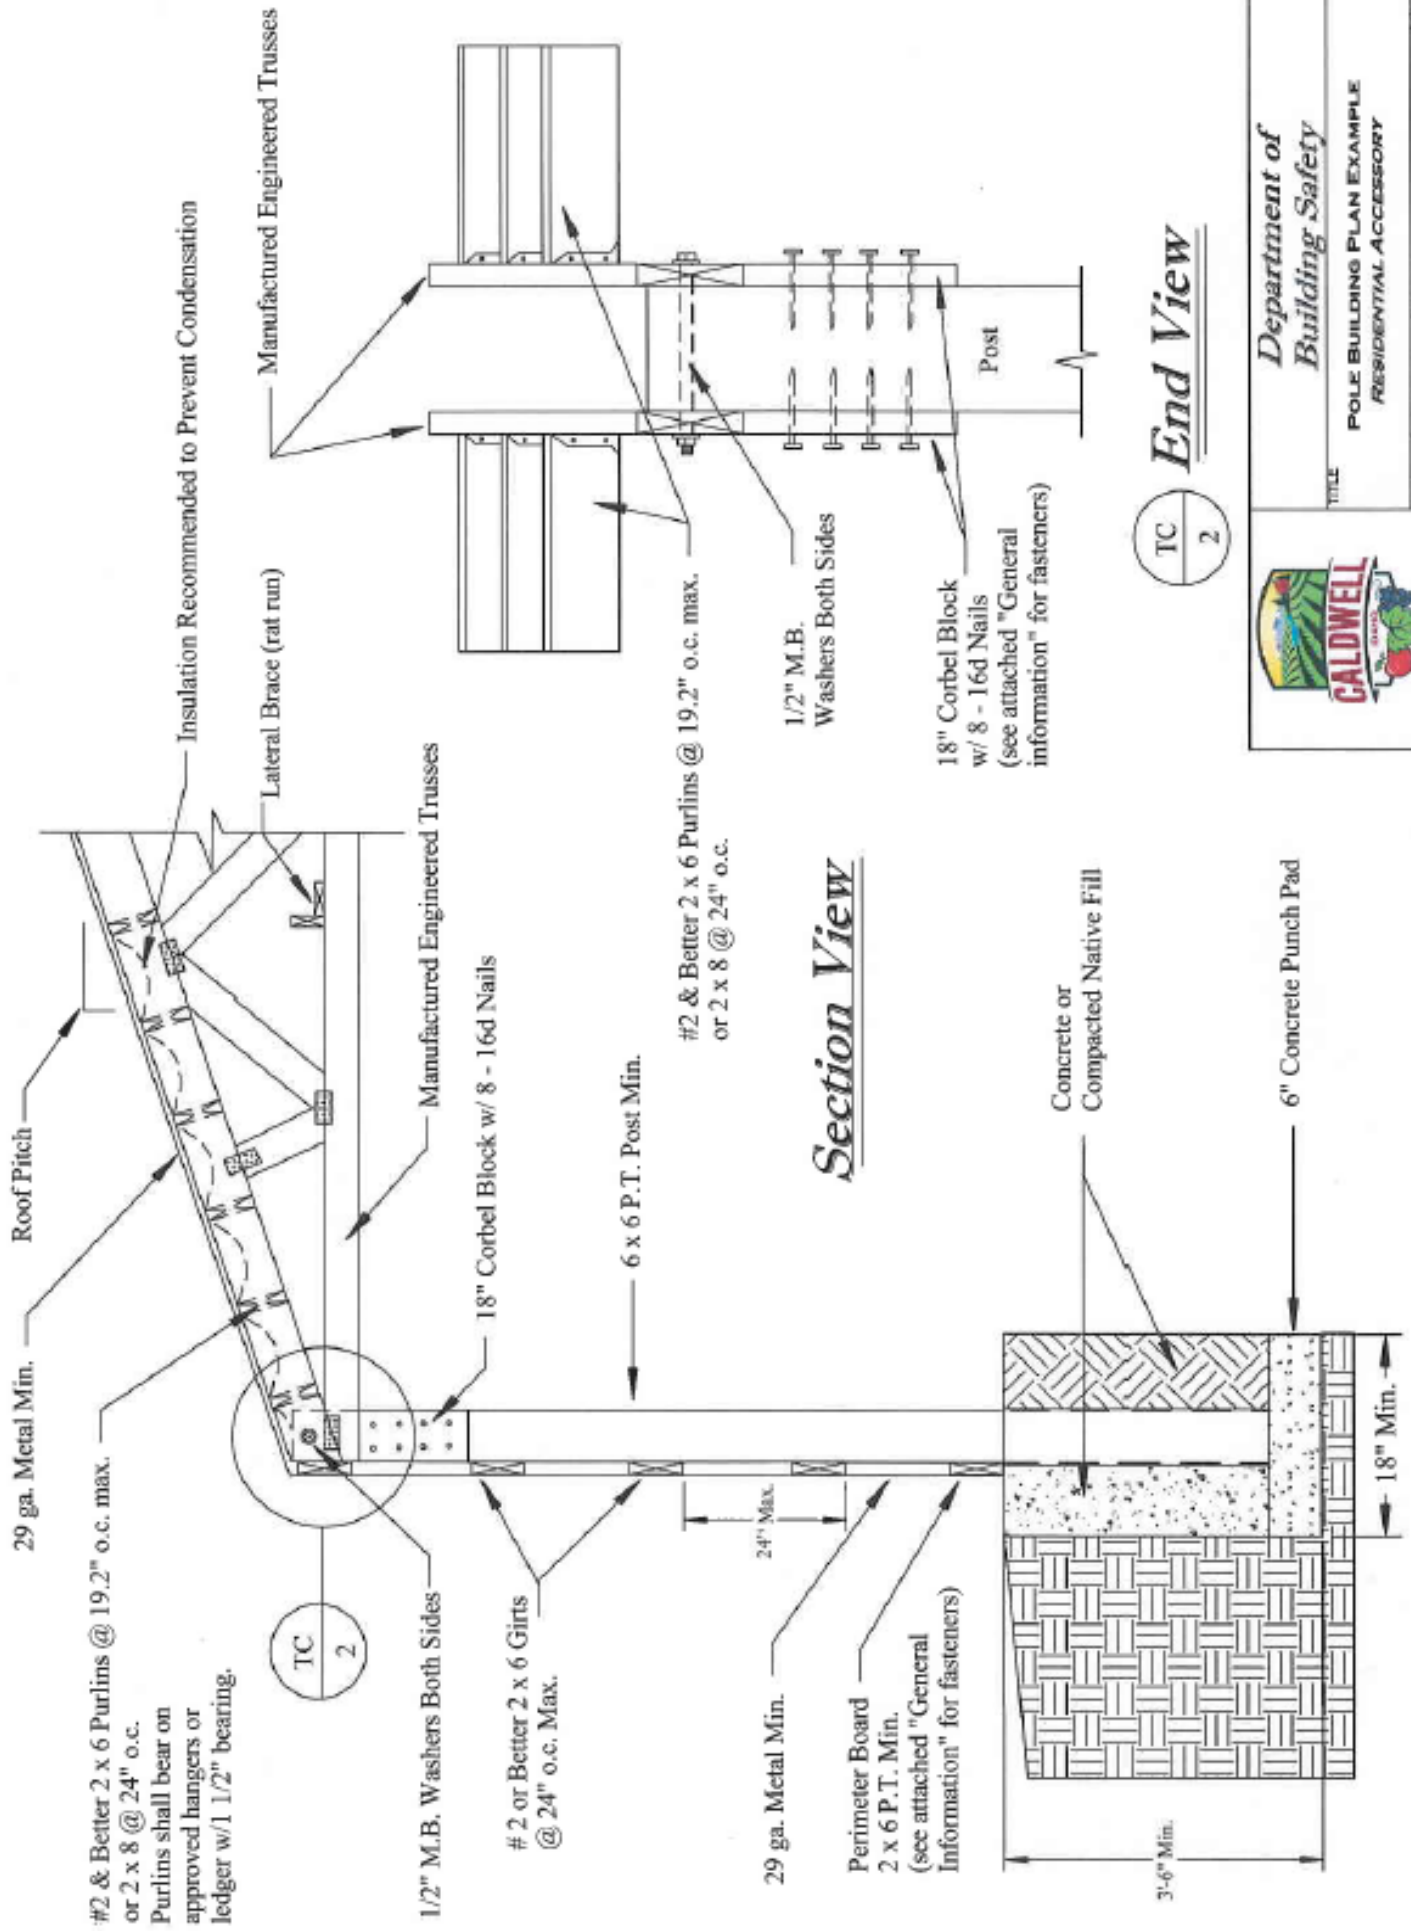 29 ga. Metal Min.
Roof Pitch
#2 & Better 2 x 6 Purlins @ 19.2" o.c. max.
or 2 x 8 @ 24" o.c.
Purlins shall bear on
approved hangers or
ledger w/1 1/2" bearing.
Insulation Recommended to Prevent Condensation
Lateral Brace (rat run)
Manufactured Engineered Trusses
TC
2
1/2" M.B. Washers Both Sides
18" Corbel Block w/ 8 - 16d Nails
# 2 or Better 2 x 6 Girts
@ 24" o.c. Max.
6 x 6 P.T. Post Min.
24" Max.
29 ga. Metal Min.
Perimeter Board
2 x 6 P.T. Min.
(see attached "General
Information" for fasteners)
Concrete or
Compacted Native Fill
6" Concrete Punch Pad
3'-6" Min.
18" Min.
Section View
Manufactured Engineered Trusses
#2 & Better 2 x 6 Purlins @ 19.2" o.c. max.
or 2 x 8 @ 24" o.c.
1/2" M.B.
Washers Both Sides
18" Corbel Block
w/ 8 - 16d Nails
(see attached "General
information" for fasteners)
Post
TC
2
End View
CALDWELL
Department of
Building Safety
TITLE
POLE BUILDING PLAN EXAMPLE
RESIDENTIAL ACCESSORY